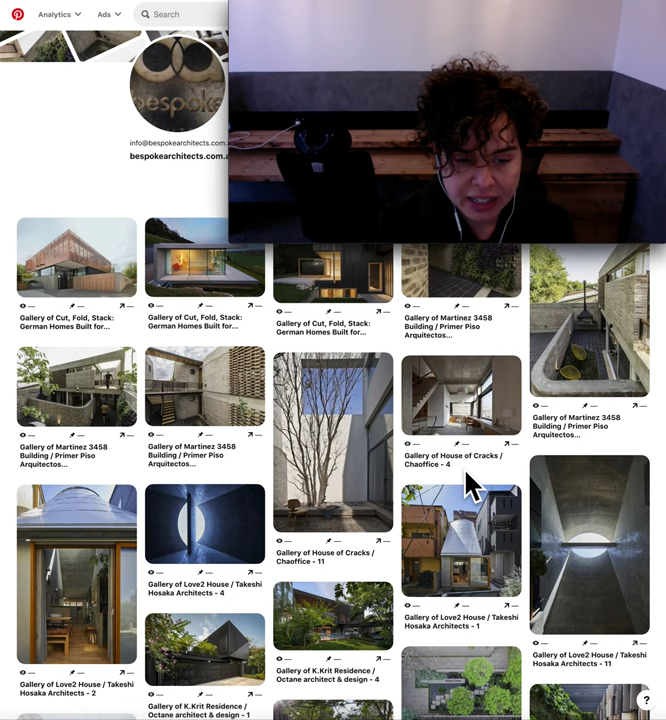 Analytics
Ads
Search
bespoke
info@bespokearchitects.com.
bespokearchitects.com.a
Gallery of Cut, Fold, Stack:
German Homes Built for...
Gallery of Cut, Fold, Stack:
German Homes Built for...
Gallery of Cut, Fold, Stack:
German Homes Built for...
Gallery of Martinez 3458
Building / Primer Piso
Arquitectos...
Gallery of Martinez 3458
Building / Primer Piso
Arquitectos...
Gallery of Martinez 3458
Building / Primer Piso
Arquitectos...
Gallery of Martinez 3458
Building / Primer Piso
Arquitectos...
Gallery of House of Cracks /
Chaoffice - 11
Gallery of House of Cracks /
Chaoffice - 4
Gallery of Love2 House / Takeshi
Hosaka Architects - 2
Gallery of Love2 House / Takeshi
Hosaka Architects - 4
Gallery of Love2 House / Takeshi
Hosaka Architects - 1
Gallery of Love2 House / Takeshi
Hosaka Architects - 11
Gallery of K.Krit Residence /
Octane architect & design - 1
Gallery of K.Krit Residence /
Octane architect & design - 4
?